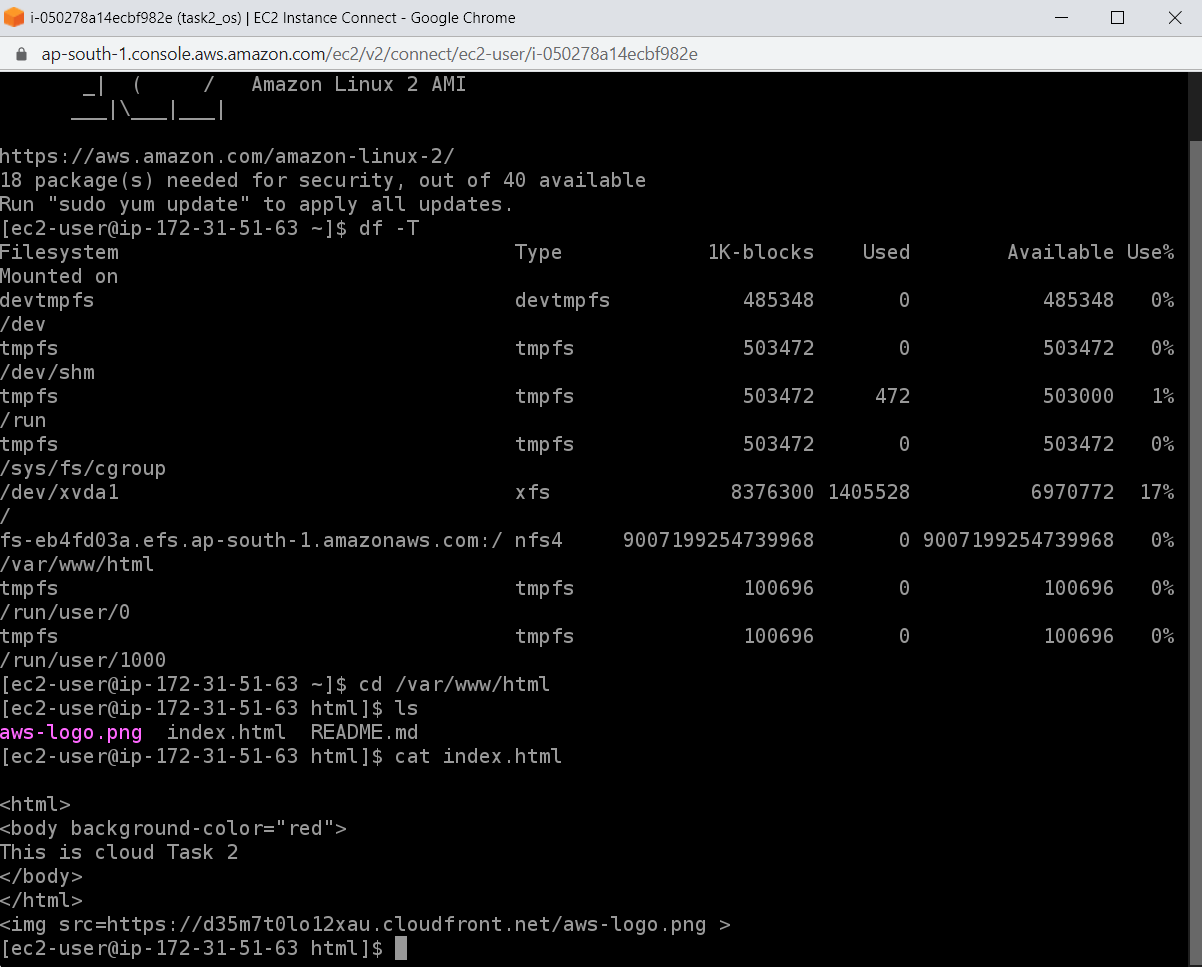 i-050278a14ecbf982e (task2_os) | EC2 Instance Connect - Google Chrome
ap-south-1.console.aws.amazon.com/ec2/v2/connect/ec2-user/i-050278a14ecbf982e
       _|  (     /   Amazon Linux 2 AMI
      ___|\___|___|
https://aws.amazon.com/amazon-linux-2/
18 package(s) needed for security, out of 40 available
Run "sudo yum update" to apply all updates.
[ec2-user@ip-172-31-51-63 ~]$ df -T
Filesystem                                 Type            1K-blocks    Used        Available Use%
Mounted on
devtmpfs                                   devtmpfs           485348       0           485348   0%
/dev
tmpfs                                      tmpfs              503472       0           503472   0%
/dev/shm
tmpfs                                      tmpfs              503472     472           503000   1%
/run
tmpfs                                      tmpfs              503472       0           503472   0%
/sys/fs/cgroup
/dev/xvda1                                 xfs               8376300 1405528          6970772  17%
/
fs-eb4fd03a.efs.ap-south-1.amazonaws.com:/ nfs4     9007199254739968       0 9007199254739968   0%
/var/www/html
tmpfs                                      tmpfs              100696       0           100696   0%
/run/user/0
tmpfs                                      tmpfs              100696       0           100696   0%
/run/user/1000
[ec2-user@ip-172-31-51-63 ~]$ cd /var/www/html
[ec2-user@ip-172-31-51-63 html]$ ls
aws-logo.png  index.html  README.md
[ec2-user@ip-172-31-51-63 html]$ cat index.html
<html>
<body background-color="red">
This is cloud Task 2
</body>
</html>
<img src=https://d35m7t0lo12xau.cloudfront.net/aws-logo.png >
[ec2-user@ip-172-31-51-63 html]$